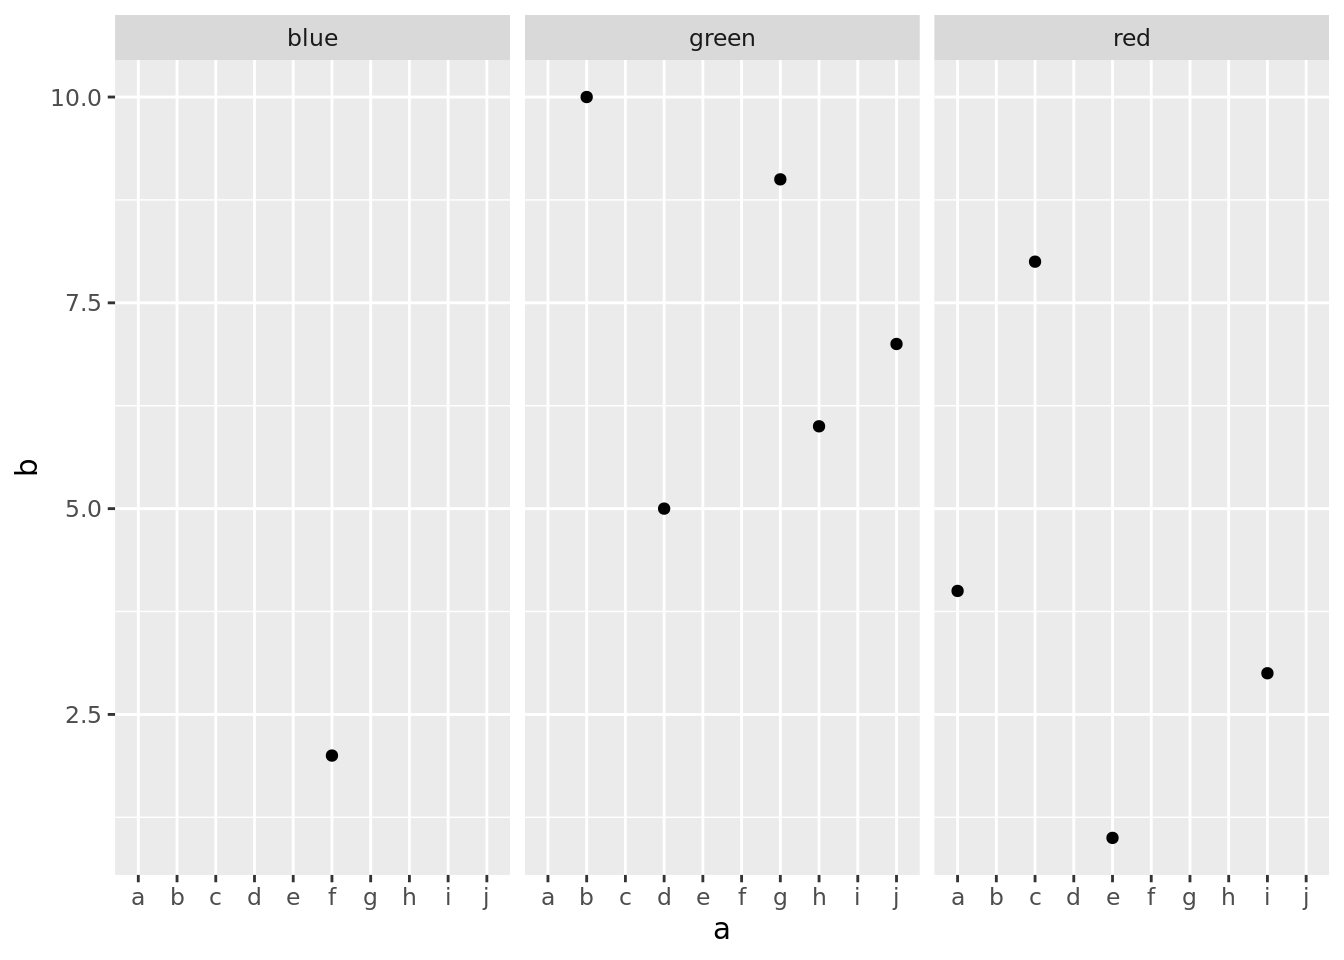 blue green red
10.0
7.5
5.0
2.5
b
a b c d e f g h i j a b c d e f g h i j a b c d e f g h i j
a